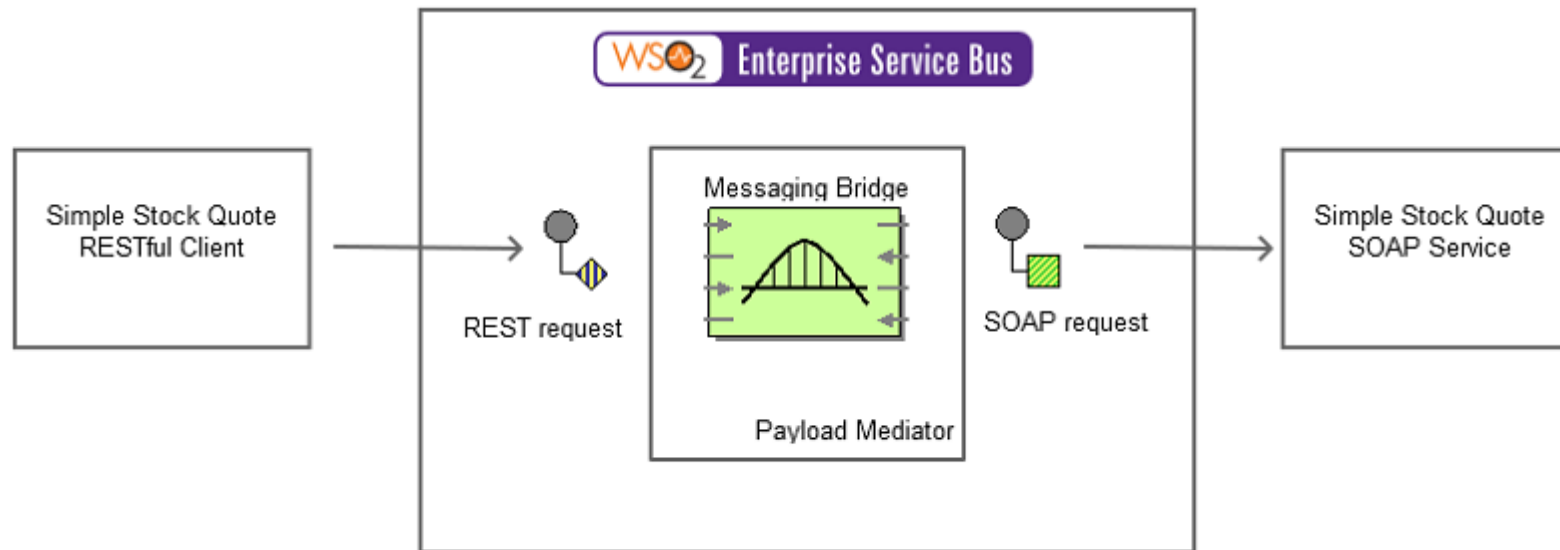 WSO2 Enterprise Service Bus
Simple Stock Quote
RESTful Client
REST request
Messaging Bridge
Payload Mediator
SOAP request
Simple Stock Quote
SOAP Service